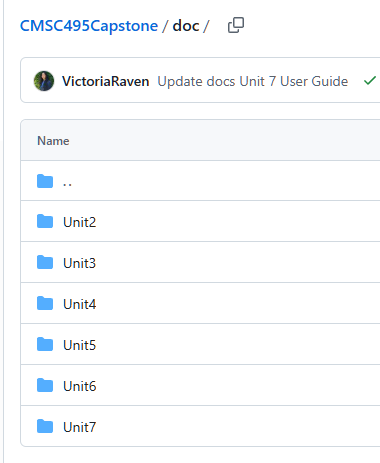 CMSC495Capstone / doc /
VictoriaRaven Update docs Unit 7 User Guide
Name
..
Unit2
Unit3
Unit4
Unit5
Unit6
Unit7